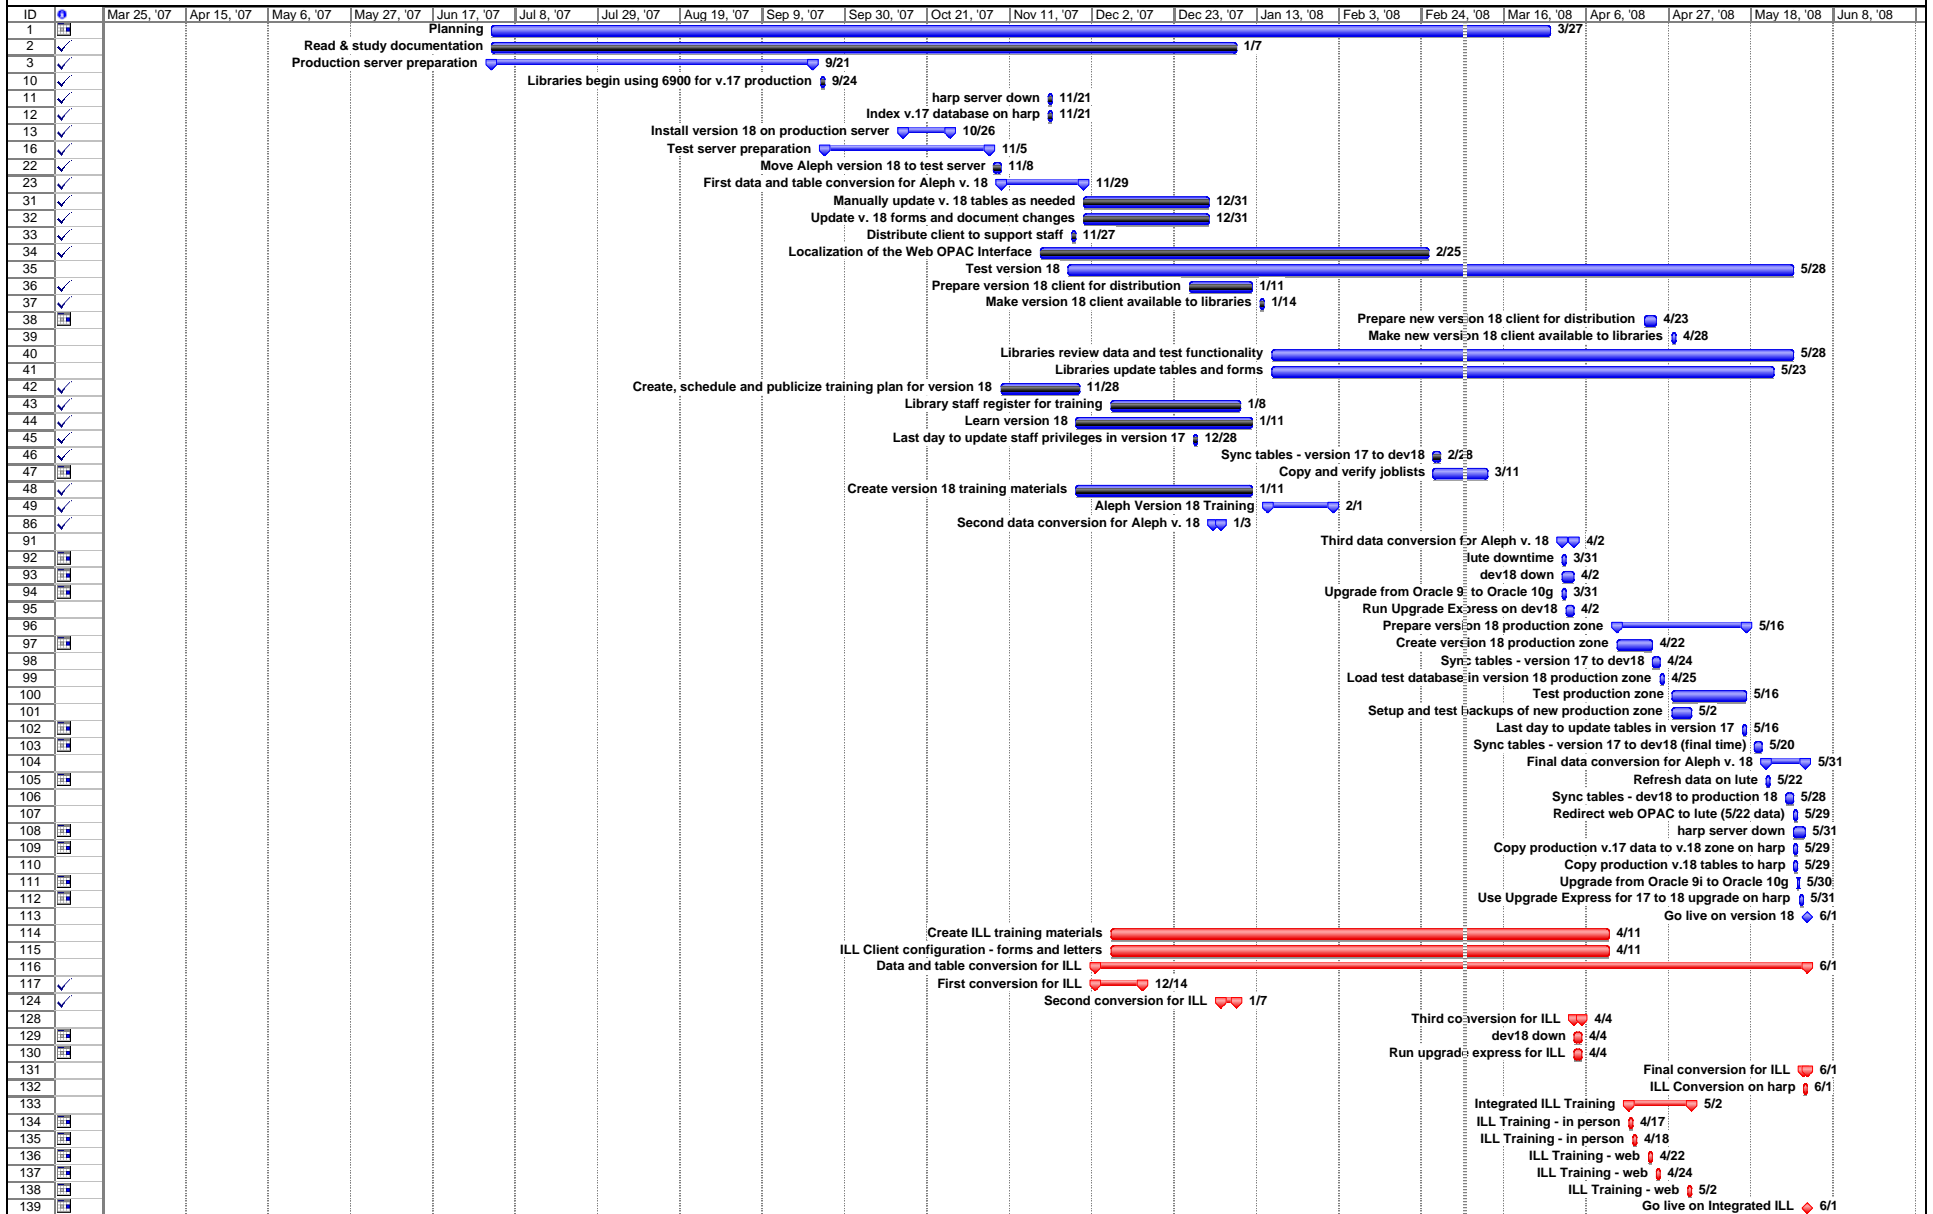 ID Mar 25, '07 Apr 15, '07 May 6, '07 May 27, '07 Jun 17, '07 Jul 8, '07 Jul 29, '07 Aug 19, '07 Sep 9, '07 Sep 30, '07 Oct 21, '07 Nov 11, '07 Dec 2, '07 Dec 23, '07 Jan 13, '08 Feb 3, '08 Feb 24, '08 Mar 16, '08 Apr 6, '08 Apr 27, '08 May 18, '08 Jun 8, '08
1 Planning 3/27
2 Read & study documentation 1/7
3 Production server preparation 9/21
10 Libraries begin using 6900 for v.17 production 9/24
11 harp server down 11/21
12 Index v.17 database on harp 11/21
13 Install version 18 on production server 10/26
16 Test server preparation 11/5
22 Move Aleph version 18 to test server 11/8
23 First data and table conversion for Aleph v. 18 11/29
31 Manually update v. 18 tables as needed 12/31
32 Update v. 18 forms and document changes 12/31
33 Distribute client to support staff 11/27
34 Localization of the Web OPAC Interface 2/25
35 Test version 18 5/28
36 Prepare version 18 client for distribution 1/11
37 Make version 18 client available to libraries 1/14
38 Prepare new version 18 client for distribution 4/23
39 Make new version 18 client available to libraries 4/28
40 Libraries review data and test functionality 5/28
41 Libraries update tables and forms 5/23
42 Create, schedule and publicize training plan for version 18 11/28
43 Library staff register for training 1/8
44 Learn version 18 1/11
45 Last day to update staff privileges in version 17 12/28
46 Sync tables - version 17 to dev18 2/28
47 Copy and verify joblists 3/11
48 Create version 18 training materials 1/11
49 Aleph Version 18 Training 2/1
86 Second data conversion for Aleph v. 18 1/3
91 Third data conversion for Aleph v. 18 4/2
92 lute downtime 3/31
93 dev18 down 4/2
94 Upgrade from Oracle 9i to Oracle 10g 3/31
95 Run Upgrade Express on dev18 4/2
96 Prepare version 18 production zone 5/16
97 Create version 18 production zone 4/22
98 Sync tables - version 17 to dev18 4/24
99 Load test database in version 18 production zone 4/25
100 Test production zone 5/16
101 Setup and test backups of new production zone 5/2
102 Last day to update tables in version 17 5/16
103 Sync tables - version 17 to dev18 (final time) 5/20
104 Final data conversion for Aleph v. 18 5/31
105 Refresh data on lute 5/22
106 Sync tables - dev18 to production 18 5/28
107 Redirect web OPAC to lute (5/22 data) 5/29
108 harp server down 5/31
109 Copy production v.17 data to v.18 zone on harp 5/29
110 Copy production v.18 tables to harp 5/29
111 Upgrade from Oracle 9i to Oracle 10g 5/30
112 Use Upgrade Express for 17 to 18 upgrade on harp 5/31
113 Go live on version 18 6/1
114 Create ILL training materials 4/11
115 ILL Client configuration - forms and letters 4/11
116 Data and table conversion for ILL 6/1
117 First conversion for ILL 12/14
124 Second conversion for ILL 1/7
128 Third conversion for ILL 4/4
129 dev18 down 4/4
130 Run upgrade express for ILL 4/4
131 Final conversion for ILL 6/1
132 ILL Conversion on harp 6/1
133 Integrated ILL Training 5/2
134 ILL Training - in person 4/17
135 ILL Training - in person 4/18
136 ILL Training - web 4/22
137 ILL Training - web 4/24
138 ILL Training - web 5/2
139 Go live on Integrated ILL 6/1